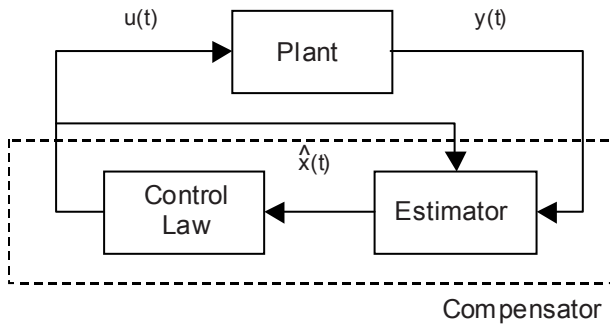 u(t)
y(t)
Plant
x̂(t)
Control
Law
Estimator
Compensator